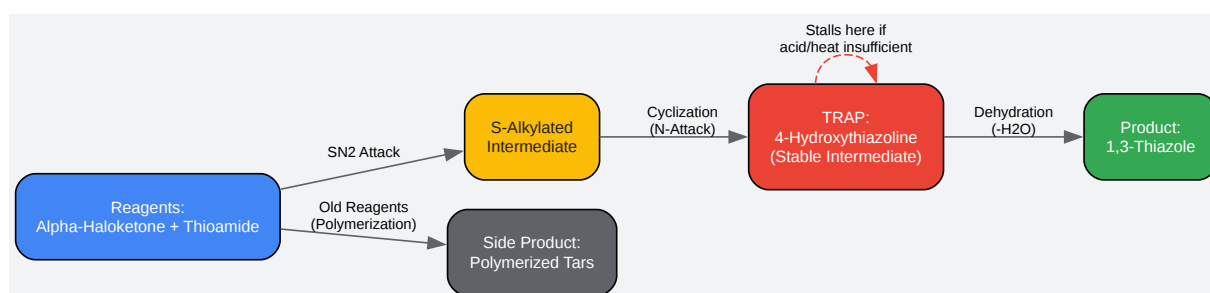 Stalls here if
acid/heat insufficient
S-Alkylated
Intermediate
Cyclization
(N-Attack)
TRAP:
4-Hydroxythiazoline
(Stable Intermediate)
Dehydration
(-H2O)
Product:
1,3-Thiazole
SN2 Attack
Reagents:
Alpha-Haloketone + Thioamide
Old Reagents
(Polymerization)
Side Product:
Polymerized Tars